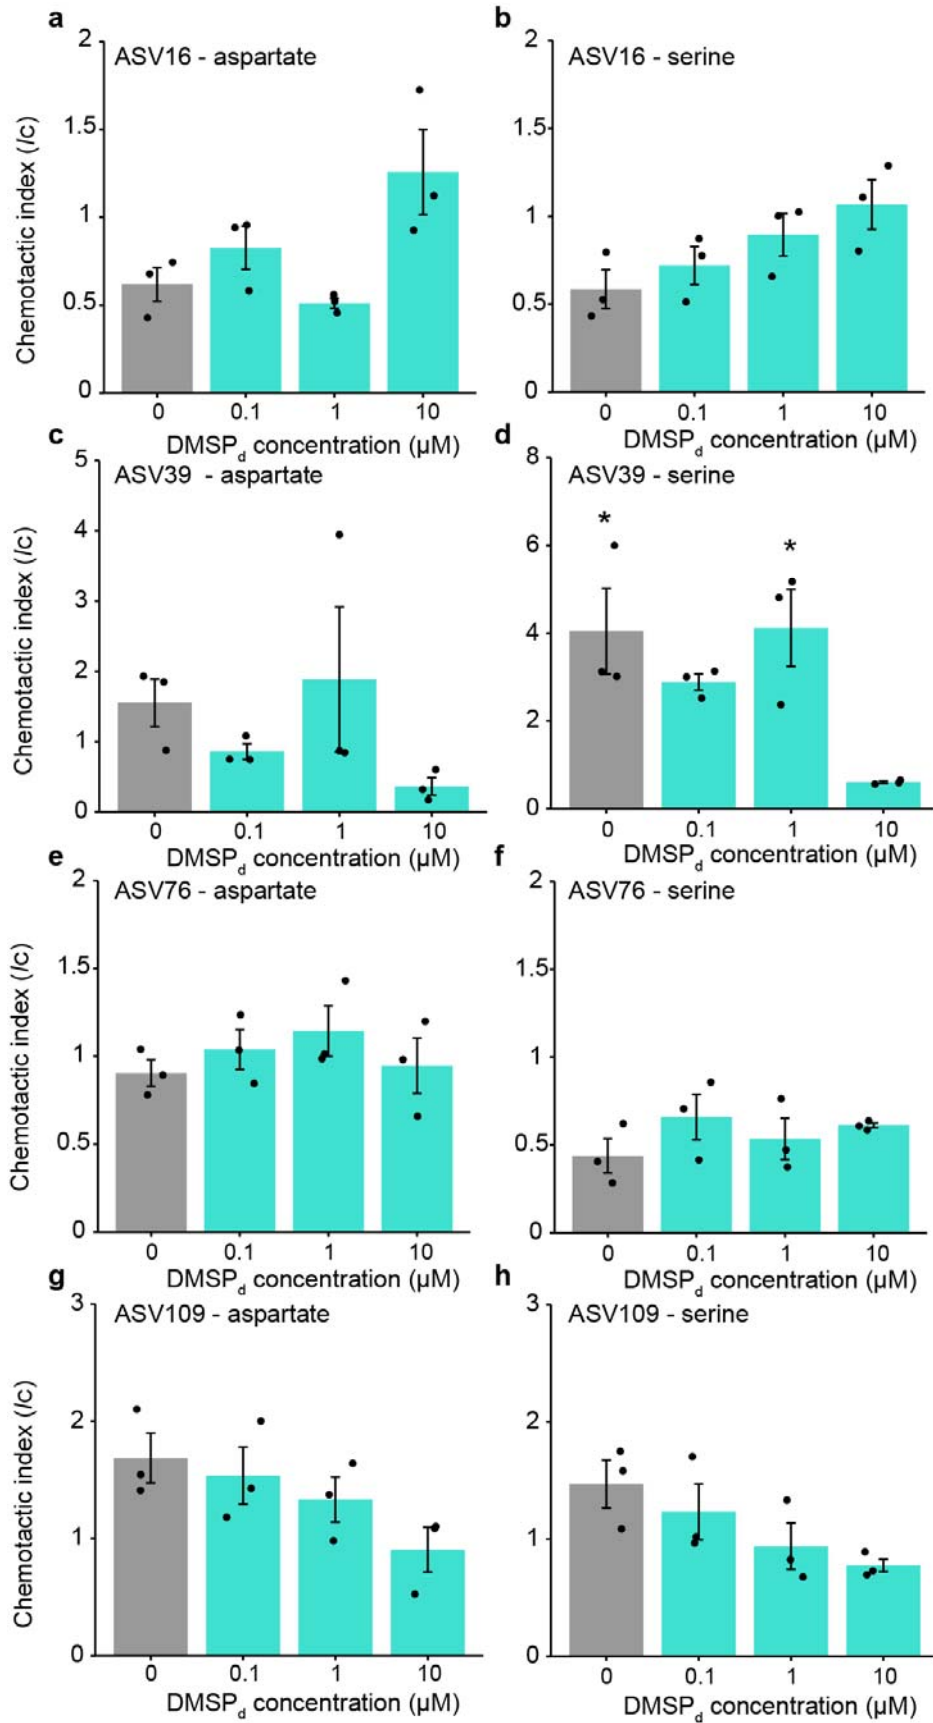 a
b
ASV16 - aspartate
ASV16 - serine
Chemotactic index (Ic)
2
1.5
1
0.5
0
2
1.5
1
0.5
0
0 0.1 1 10
0 0.1 1 10
DMSPd concentration (µM)
DMSPd concentration (µM)
c
d
ASV39 - aspartate
ASV39 - serine
Chemotactic index (Ic)
5
4
3
2
1
0
8
6
4
2
0
* *
0 0.1 1 10
0 0.1 1 10
DMSPd concentration (µM)
DMSPd concentration (µM)
e
f
ASV76 - aspartate
ASV76 - serine
Chemotactic index (Ic)
2
1.5
1
0.5
0
2
1.5
1
0.5
0
0 0.1 1 10
0 0.1 1 10
DMSPd concentration (µM)
DMSPd concentration (µM)
g
h
ASV109 - aspartate
ASV109 - serine
Chemotactic index (Ic)
3
2
1
0
3
2
1
0
0 0.1 1 10
0 0.1 1 10
DMSPd concentration (µM)
DMSPd concentration (µM)